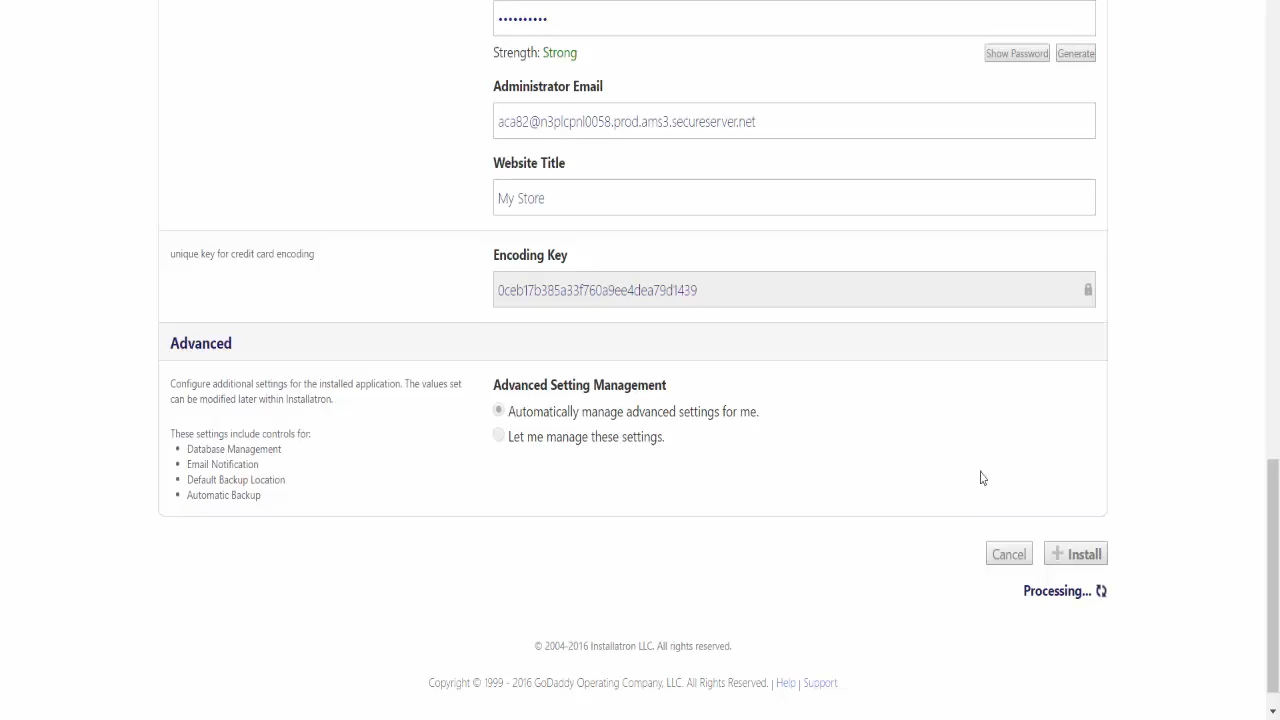 ••••••••••
Strength: Strong
Show Password
Generate
Administrator Email
aca82@n3plcpnl0058.prod.ams3.secureserver.net
Website Title
My Store
unique key for credit card encoding
Encoding Key
0ceb17b385a33f760a9ee4dea79d1439
Advanced
Configure additional settings for the installed application. The values set
can be modified later within Installatron.
These settings include controls for:
• Database Management
• Email Notification
• Default Backup Location
• Automatic Backup
Advanced Setting Management
Automatically manage advanced settings for me.
Let me manage these settings.
Cancel
+ Install
Processing...
© 2004-2016 Installatron LLC. All rights reserved.
Copyright © 1999 - 2016 GoDaddy Operating Company, LLC. All Rights Reserved. | Help | Support